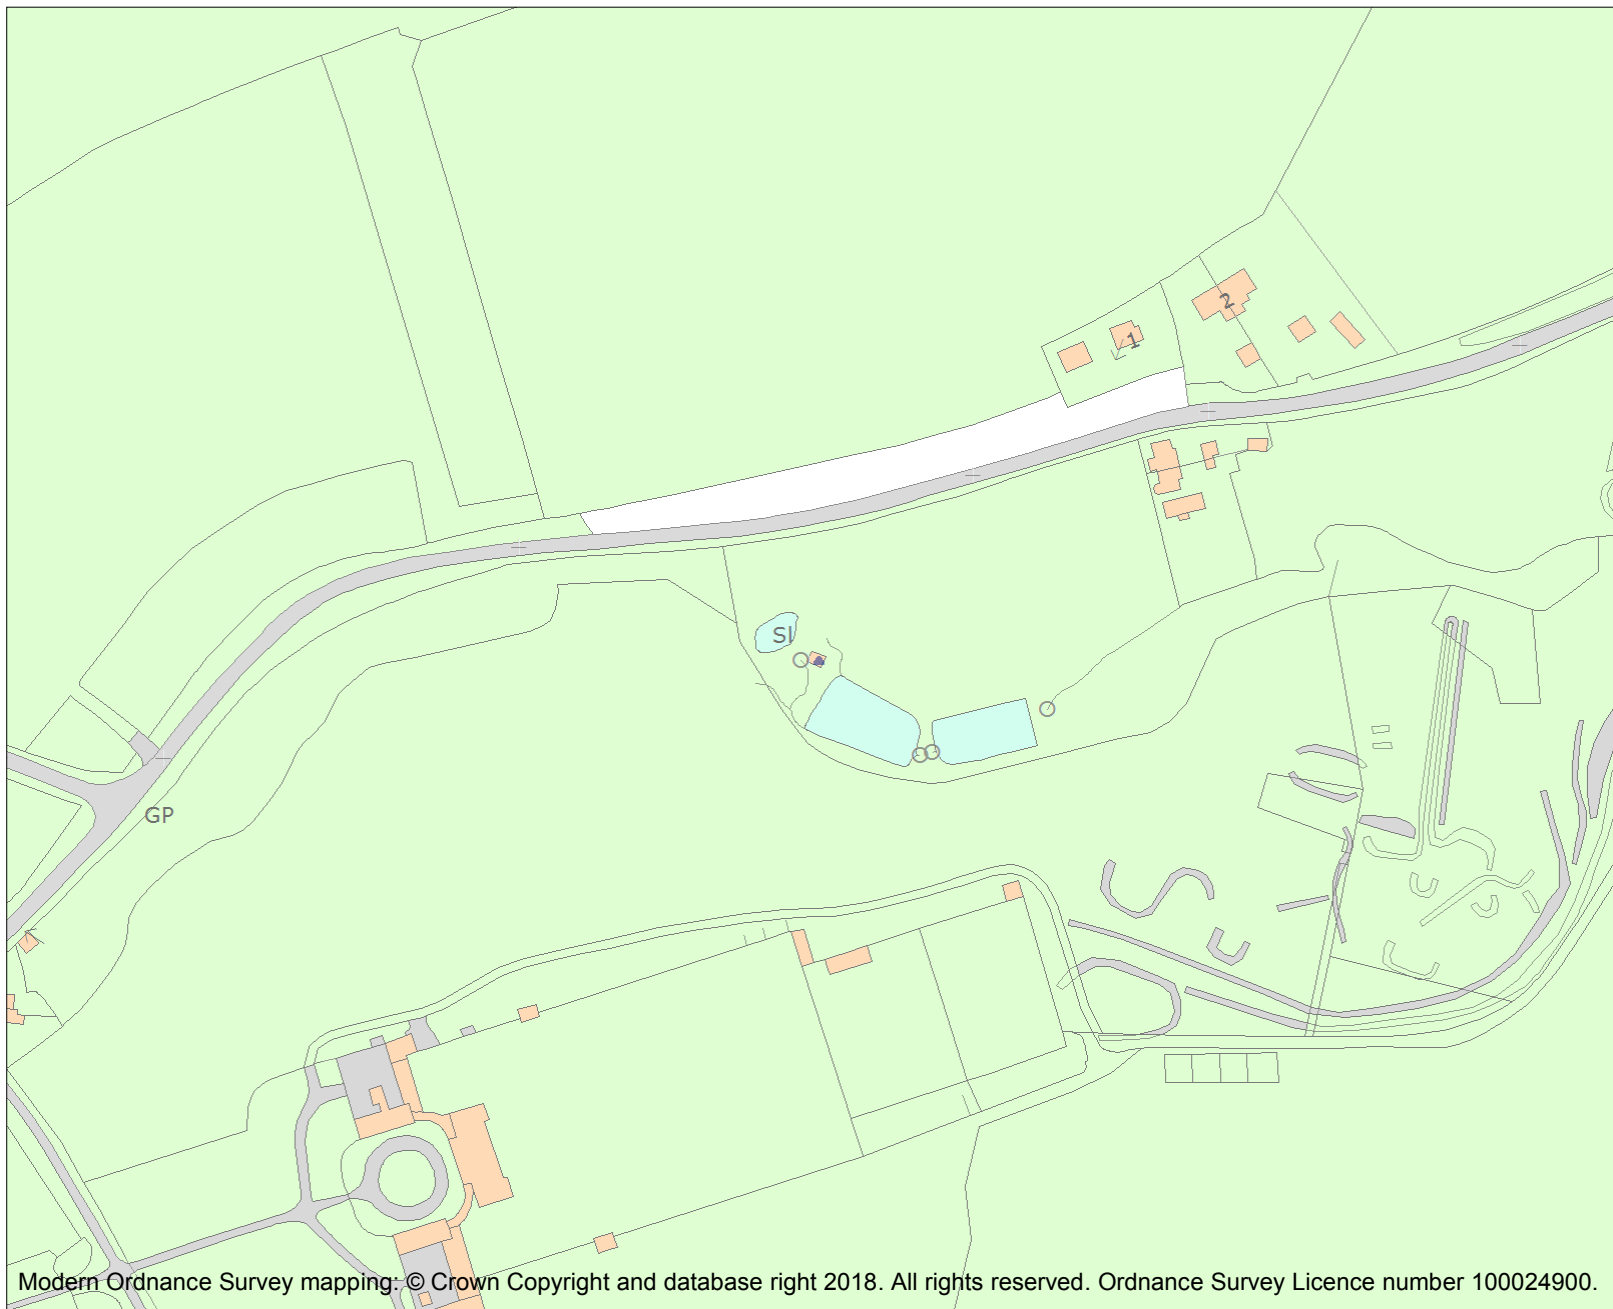 2
1
Sl
GP
Modern Ordnance Survey mapping: © Crown Copyright and database right 2018. All rights reserved. Ordnance Survey Licence number 100024900.